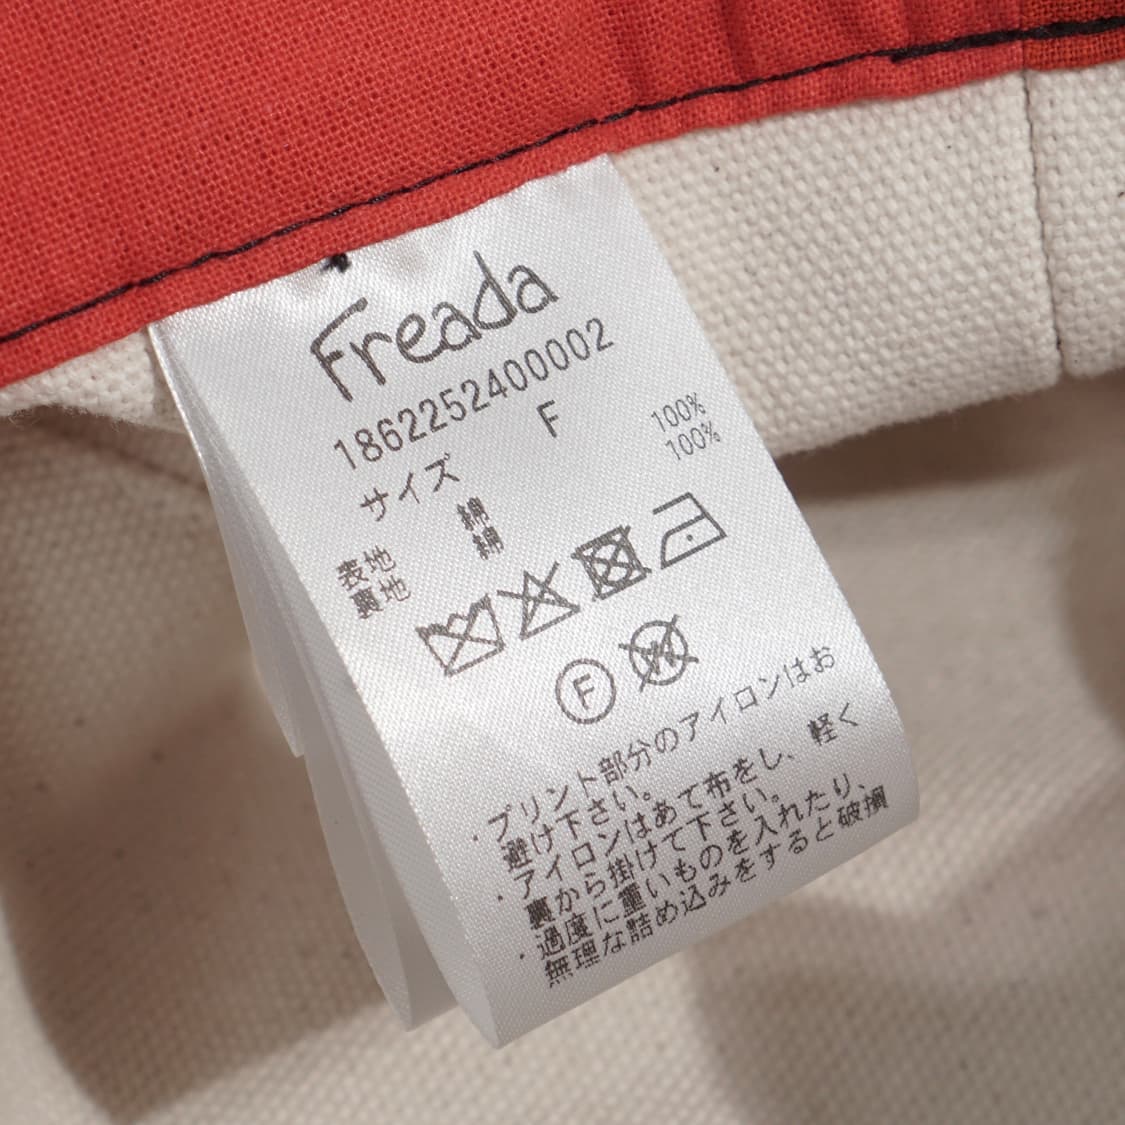 Freada
1862252400002
サイズ F
表地 綿 100%
裏地 綿 100%
F W
・プリント部分のアイロンはお
避け下さい。
・アイロンはあて布をし、軽く
裏から掛けて下さい。
・過度に重いものを入れたり、
無理な詰め込みをすると破損